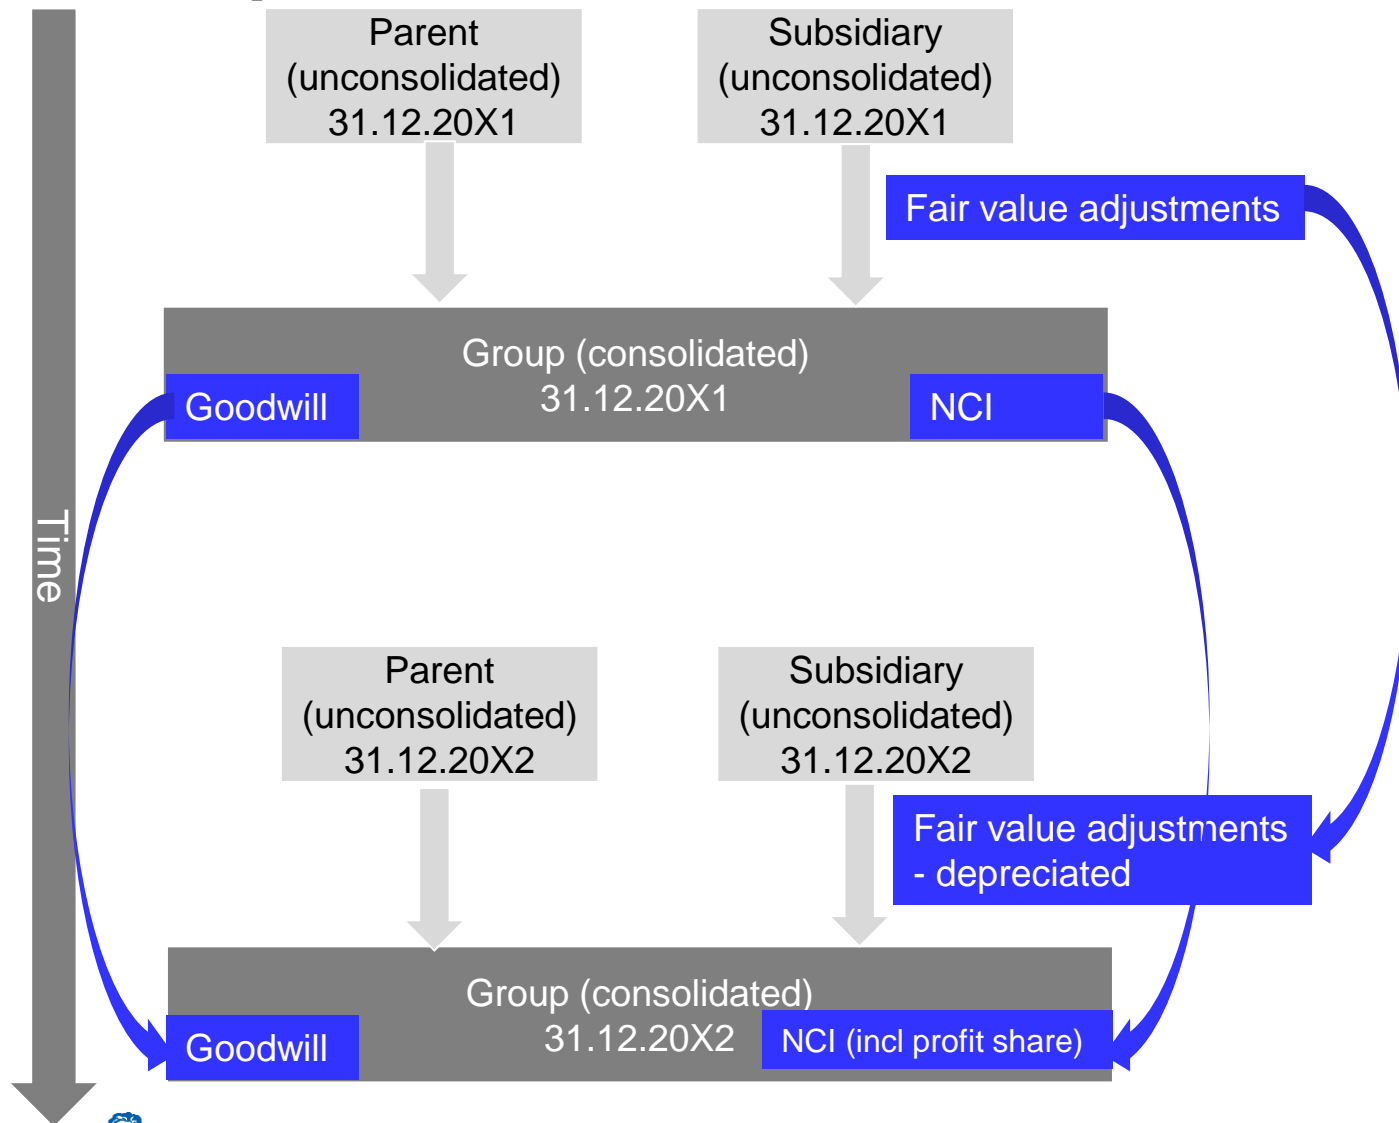 Parent
(unconsolidated)
31.12.20X1
Subsidiary
(unconsolidated)
31.12.20X1
Fair value adjustments
Group (consolidated)
31.12.20X1
Goodwill
NCI
Time
Parent
(unconsolidated)
31.12.20X2
Subsidiary
(unconsolidated)
31.12.20X2
Fair value adjustments
- depreciated
Group (consolidated)
31.12.20X2
Goodwill
NCI (incl profit share)